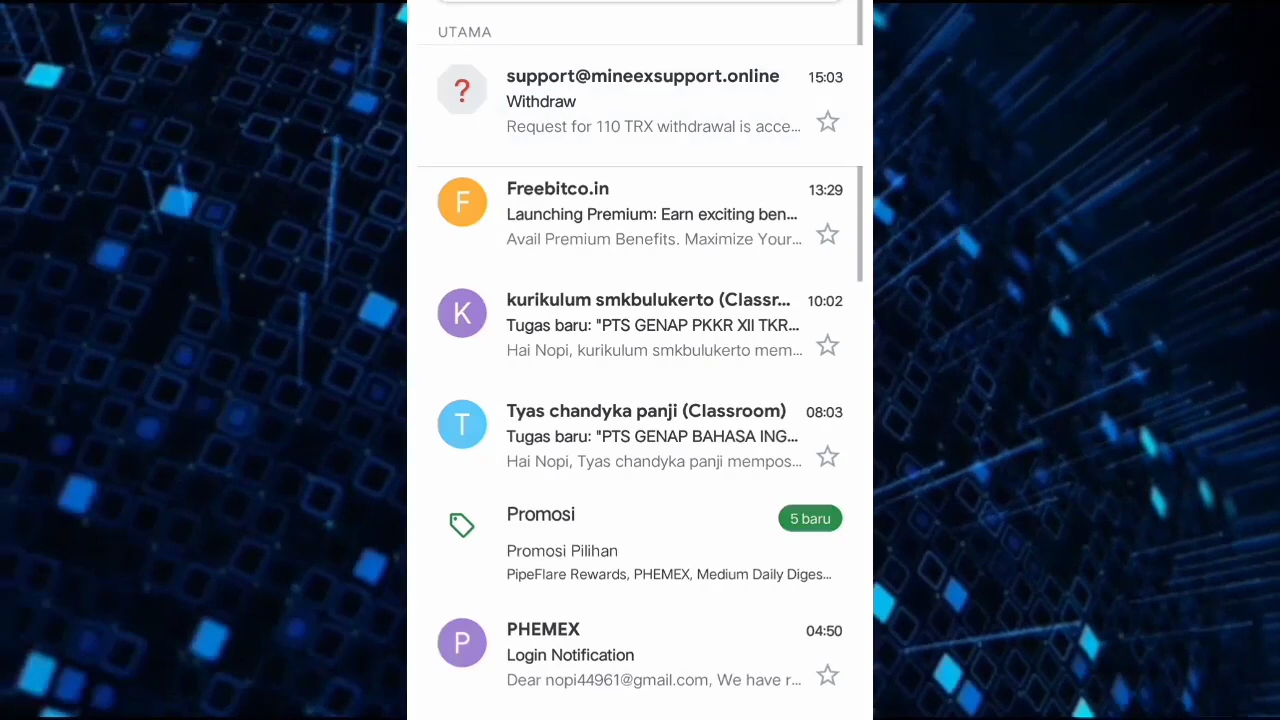 UTAMA
?
support@mineexsupport.online 15:03
Withdraw
Request for 110 TRX withdrawal is acce...
F
Freebitco.in 13:29
Launching Premium: Earn exciting ben...
Avail Premium Benefits. Maximize Your...
K
kurikulum smkbulukerto (Classr... 10:02
Tugas baru: "PTS GENAP PKKR XII TKR...
Hai Nopi, kurikulum smkbulukerto mem...
T
Tyas chandyka panji (Classroom) 08:03
Tugas baru: "PTS GENAP BAHASA ING...
Hai Nopi, Tyas chandyka panji mempos...
Promosi 5 baru
Promosi Pilihan
PipeFlare Rewards, PHEMEX, Medium Daily Diges...
P
PHEMEX 04:50
Login Notification
Dear nopi44961@gmail.com, We have r...